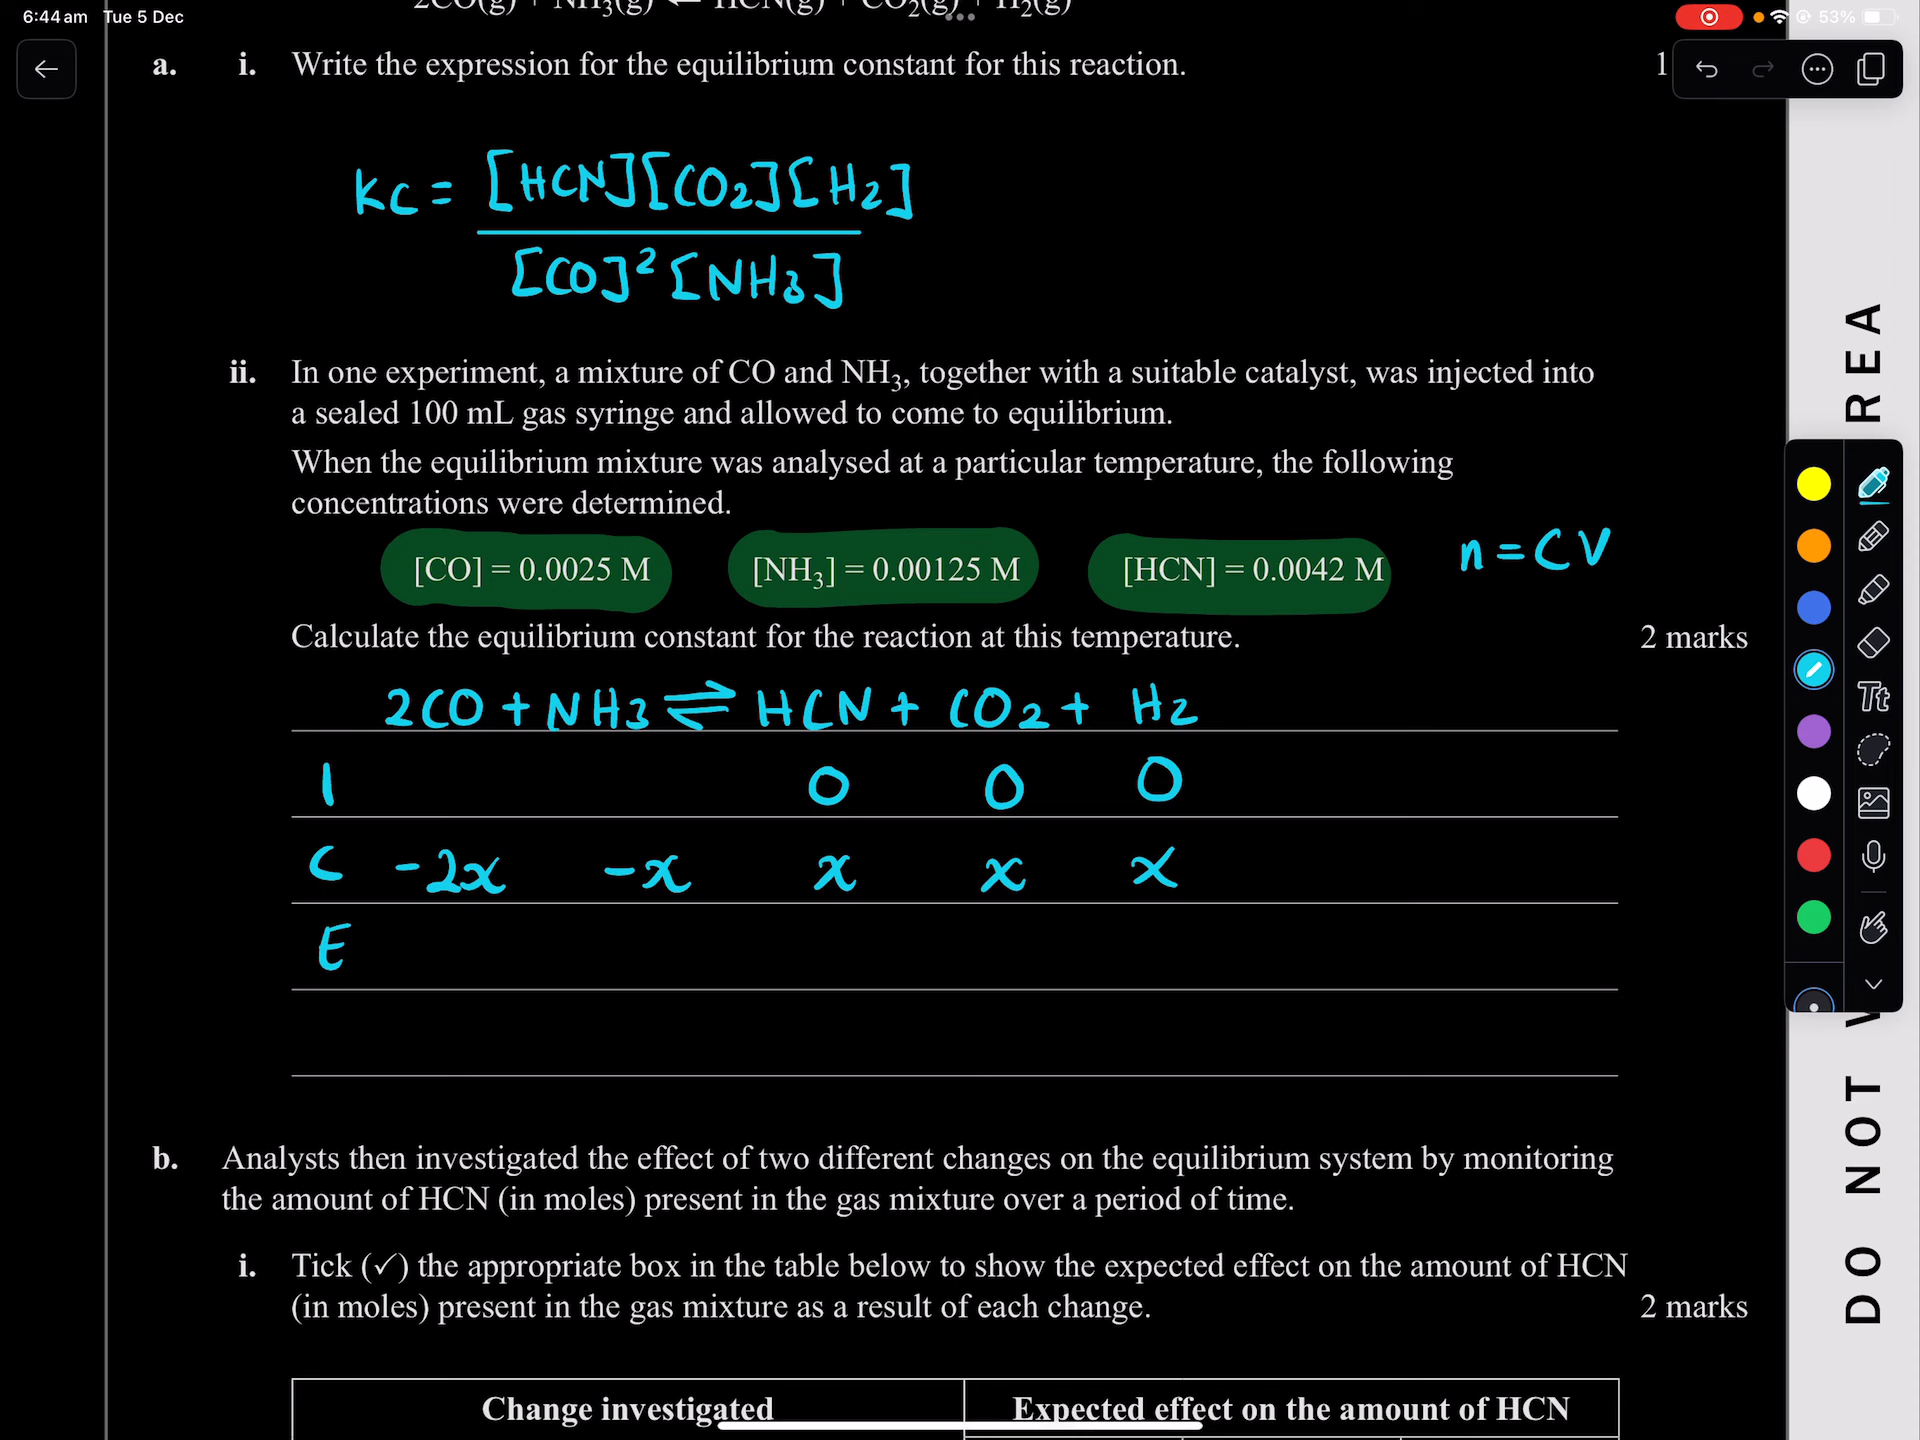 6:44 am Tue 5 Dec
53%
2CO(g) + NH3(g) ⇌ HCN(g) + CO2(g) + H2(g)
a. i. Write the expression for the equilibrium constant for this reaction. 1
Kc = [HCN][CO2][H2]
[CO]² [NH3]
ii. In one experiment, a mixture of CO and NH3, together with a suitable catalyst, was injected into
a sealed 100 mL gas syringe and allowed to come to equilibrium.
When the equilibrium mixture was analysed at a particular temperature, the following
concentrations were determined.
[CO] = 0.0025 M [NH3] = 0.00125 M [HCN] = 0.0042 M n = CV
Calculate the equilibrium constant for the reaction at this temperature. 2 marks
2CO + NH3 ⇌ HCN + CO2 + H2
I 0 0 0
C -2x -x x x x
E
b. Analysts then investigated the effect of two different changes on the equilibrium system by monitoring
the amount of HCN (in moles) present in the gas mixture over a period of time.
i. Tick (✓) the appropriate box in the table below to show the expected effect on the amount of HCN
(in moles) present in the gas mixture as a result of each change. 2 marks
Change investigated Expected effect on the amount of HCN
REA
DO NOT
Tt